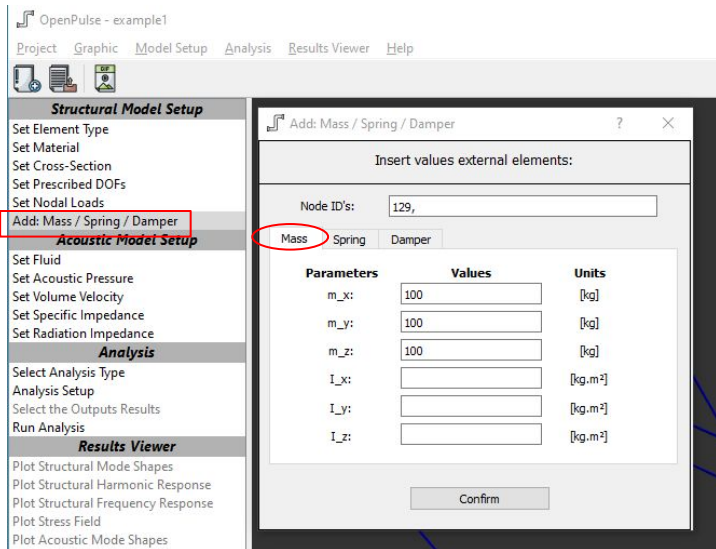 OpenPulse - example1
Project Graphic Model Setup Analysis Results Viewer Help
DIF
Structural Model Setup
Set Element Type
Set Material
Set Cross-Section
Set Prescribed DOFs
Set Nodal Loads
Add: Mass / Spring / Damper
Acoustic Model Setup
Set Fluid
Set Acoustic Pressure
Set Volume Velocity
Set Specific Impedance
Set Radiation Impedance
Analysis
Select Analysis Type
Analysis Setup
Select the Outputs Results
Run Analysis
Results Viewer
Plot Structural Mode Shapes
Plot Structural Harmonic Response
Plot Structural Frequency Response
Plot Stress Field
Plot Acoustic Mode Shapes
Add: Mass / Spring / Damper ? ×
Insert values external elements:
Node ID's: 129,
Mass Spring Damper
Parameters Values Units
m_x: 100 [kg]
m_y: 100 [kg]
m_z: 100 [kg]
I_x: [kg.m²]
I_y: [kg.m²]
I_z: [kg.m²]
Confirm